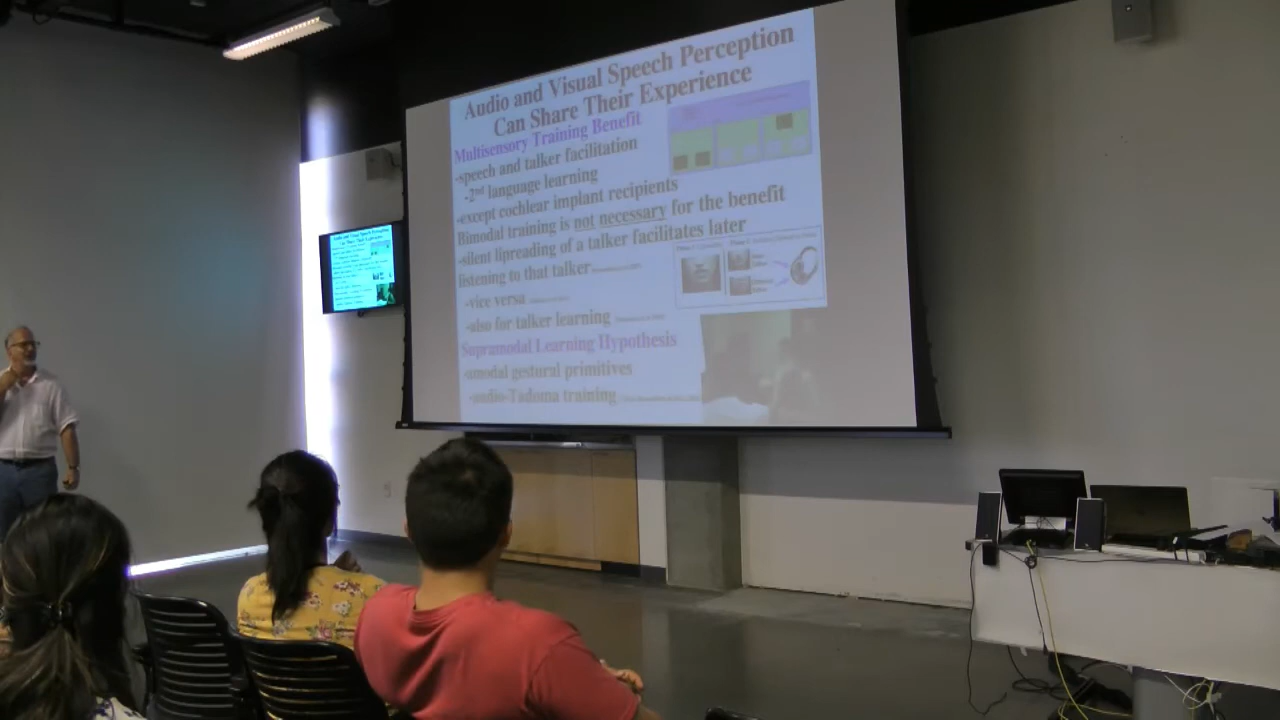 Audio and Visual Speech Perception
Can Share Their Experience
Multisensory Training Benefit
-speech and talker facilitation
-2nd language learning
-except cochlear implant recipients
Bimodal training is not necessary for the benefit
-silent lipreading of a talker facilitates later
listening to that talker
-vice versa
-also for talker learning
Supramodal Learning Hypothesis
-amodal gestural primitives
-audio-Tadoma training